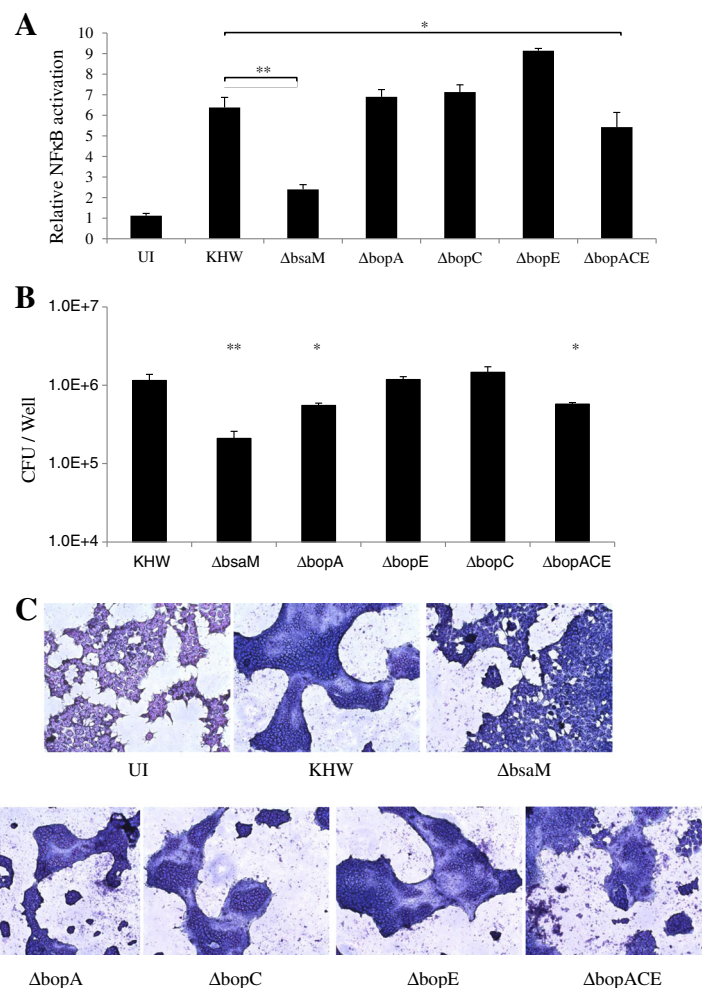 A
*
**
Relative NFκB activation
10
9
8
7
6
5
4
3
2
1
0
UI KHW ΔbsaM ΔbopA ΔbopC ΔbopE ΔbopACE
B
1.0E+7
** * *
1.0E+6
CFU / Well
1.0E+5
1.0E+4
KHW ΔbsaM ΔbopA ΔbopE ΔbopC ΔbopACE
C
UI KHW ΔbsaM
ΔbopA ΔbopC ΔbopE ΔbopACE